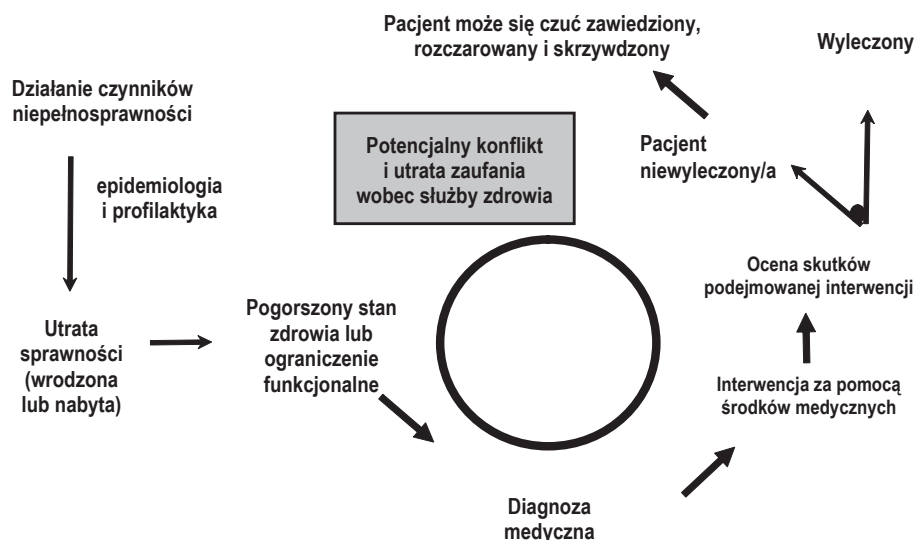 Pacjent może się czuć zawiedziony,
rozczarowany i skrzywdzony
Wyleczony
Działanie czynników
niepełnosprawności
Potencjalny konflikt
i utrata zaufania
wobec służby zdrowia
Pacjent
niewyleczony/a
epidemiologia
i profilaktyka
Ocena skutków
podejmowanej interwencji
Pogorszony stan
zdrowia lub
ograniczenie
funkcjonalne
Utrata
sprawności
(wrodzona
lub nabyta)
Interwencja za pomocą
środków medycznych
Diagnoza
medyczna